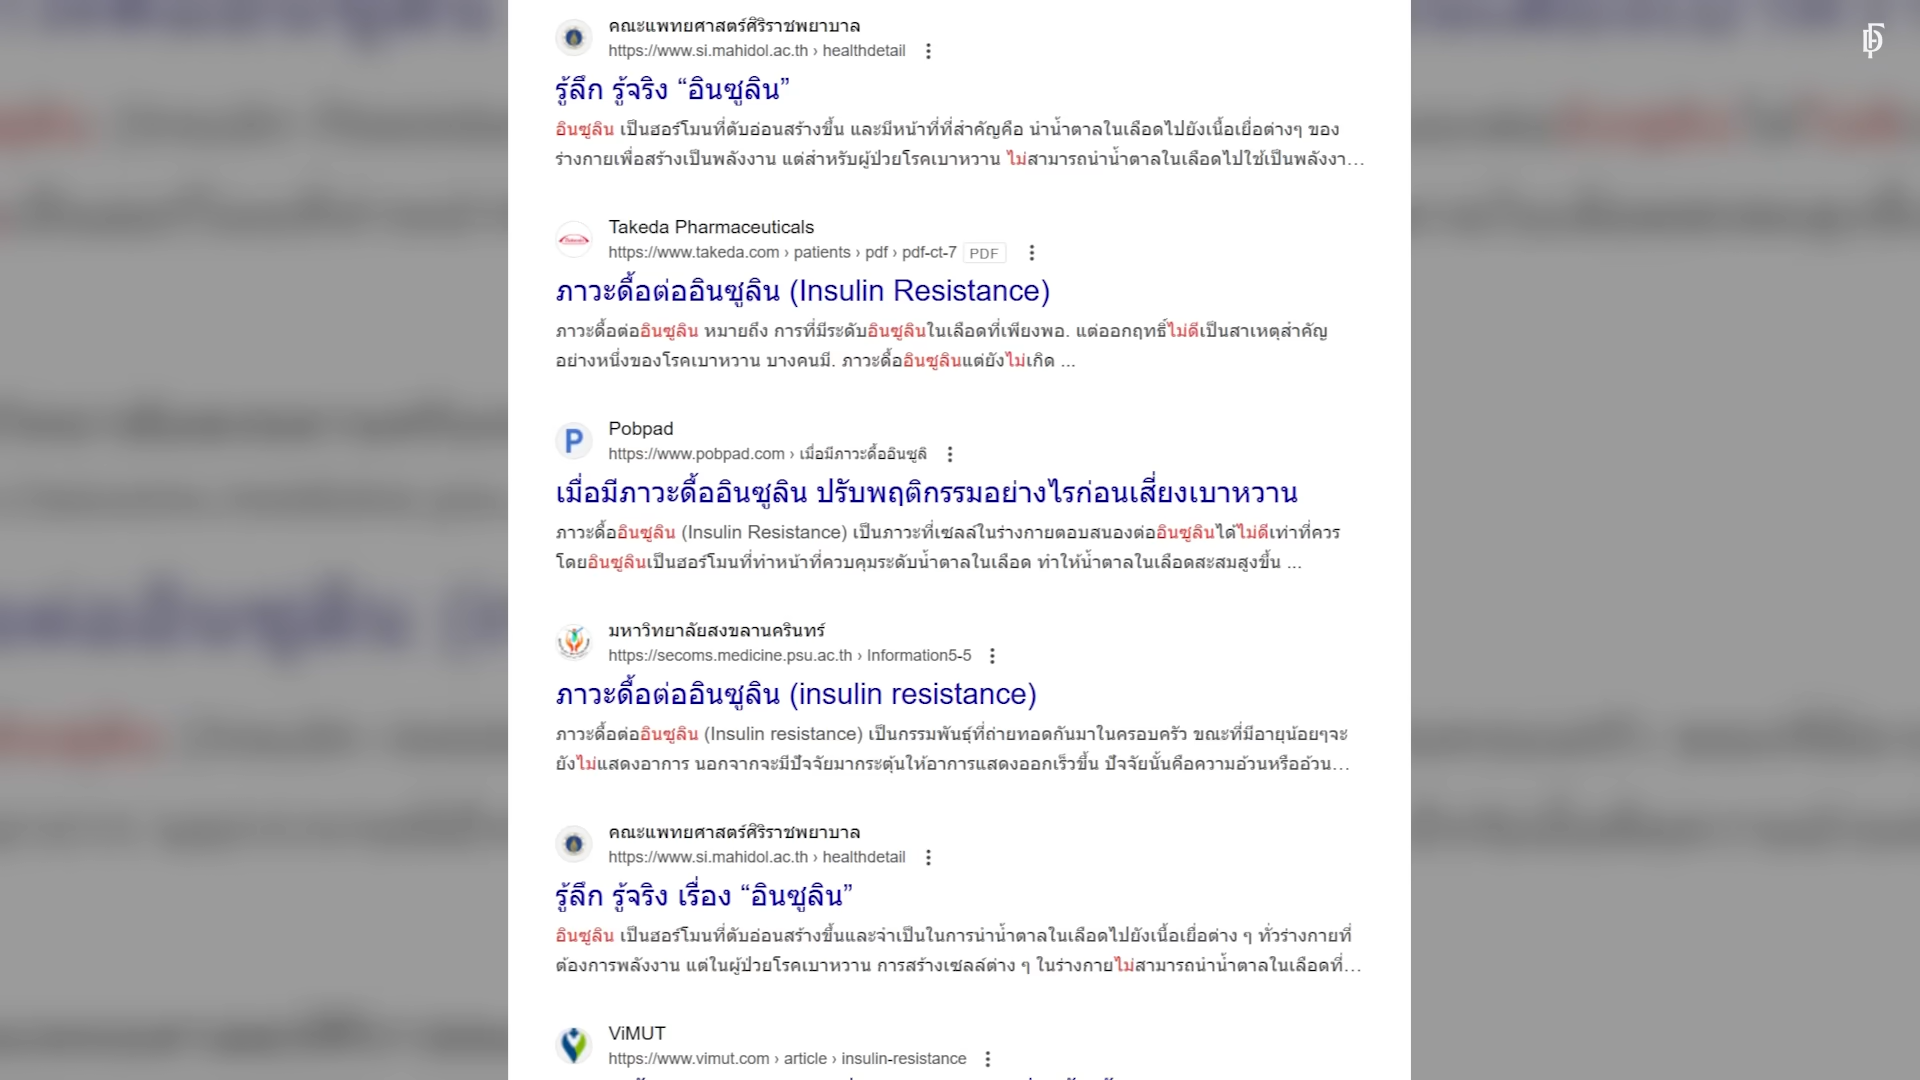 คณะแพทยศาสตร์ศิริราชพยาบาล
https://www.si.mahidol.ac.th › healthdetail
รู้ลึก รู้จริง “อินซูลิน”
อินซูลิน เป็นฮอร์โมนที่ตับอ่อนสร้างขึ้น และมีหน้าที่ที่สำคัญคือ นำน้ำตาลในเลือดไปยังเนื้อเยื่อต่างๆ ของ
ร่างกายเพื่อสร้างเป็นพลังงาน แต่สำหรับผู้ป่วยโรคเบาหวาน ไม่สามารถนำน้ำตาลในเลือดไปใช้เป็นพลังงา...
Takeda Pharmaceuticals
https://www.takeda.com › patients › pdf › pdf-ct-7 PDF
ภาวะดื้อต่ออินซูลิน (Insulin Resistance)
ภาวะดื้อต่ออินซูลิน หมายถึง การที่มีระดับอินซูลินในเลือดที่เพียงพอ. แต่ออกฤทธิ์ไม่ดีเป็นสาเหตุสำคัญ
อย่างหนึ่งของโรคเบาหวาน บางคนมี. ภาวะดื้ออินซูลินแต่ยังไม่เกิด ...
Pobpad
https://www.pobpad.com › เมื่อมีภาวะดื้ออินซูลิ
เมื่อมีภาวะดื้ออินซูลิน ปรับพฤติกรรมอย่างไรก่อนเสี่ยงเบาหวาน
ภาวะดื้ออินซูลิน (Insulin Resistance) เป็นภาวะที่เซลล์ในร่างกายตอบสนองต่ออินซูลินได้ไม่ดีเท่าที่ควร
โดยอินซูลินเป็นฮอร์โมนที่ทำหน้าที่ควบคุมระดับน้ำตาลในเลือด ทำให้น้ำตาลในเลือดสะสมสูงขึ้น ...
มหาวิทยาลัยสงขลานครินทร์
https://secoms.medicine.psu.ac.th › Information5-5
ภาวะดื้อต่ออินซูลิน (insulin resistance)
ภาวะดื้อต่ออินซูลิน (Insulin resistance) เป็นกรรมพันธุ์ที่ถ่ายทอดกันมาในครอบครัว ขณะที่มีอายุน้อยๆจะ
ยังไม่แสดงอาการ นอกจากจะมีปัจจัยมากระตุ้นให้อาการแสดงออกเร็วขึ้น ปัจจัยนั้นคือความอ้วนหรืออ้วน...
คณะแพทยศาสตร์ศิริราชพยาบาล
https://www.si.mahidol.ac.th › healthdetail
รู้ลึก รู้จริง เรื่อง “อินซูลิน”
อินซูลิน เป็นฮอร์โมนที่ตับอ่อนสร้างขึ้นและจำเป็นในการนำน้ำตาลในเลือดไปยังเนื้อเยื่อต่าง ๆ ทั่วร่างกายที่
ต้องการพลังงาน แต่ในผู้ป่วยโรคเบาหวาน การสร้างเซลล์ต่าง ๆ ในร่างกายไม่สามารถนำน้ำตาลในเลือดที่...
ViMUT
https://www.vimut.com › article › insulin-resistance